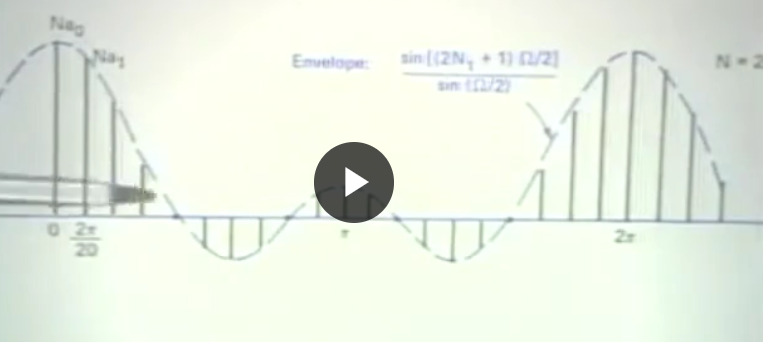 Na₀
Na₁
Envelope: sin [(2N₁ + 1) Ω/2]
sin (Ω/2)
N = 2
0 2π
20
π
2π